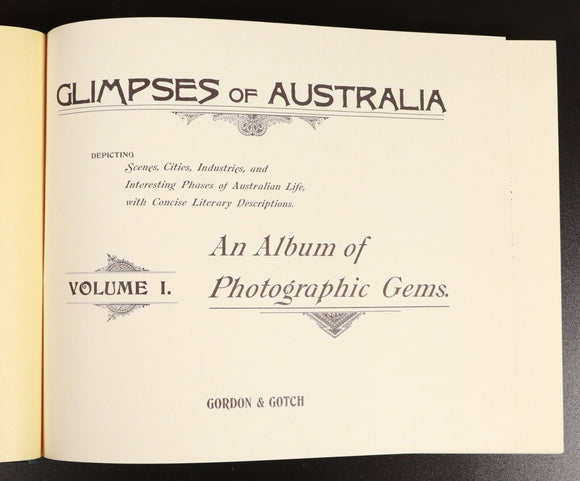 GLIMPSES OF AUSTRALIA
DEPICTING
Scenes, Cities, Industries, and
Interesting Phases of Australian Life,
with Concise Literary Descriptions.
An Album of
Photographic Gems.
VOLUME I.
GORDON & GOTCH